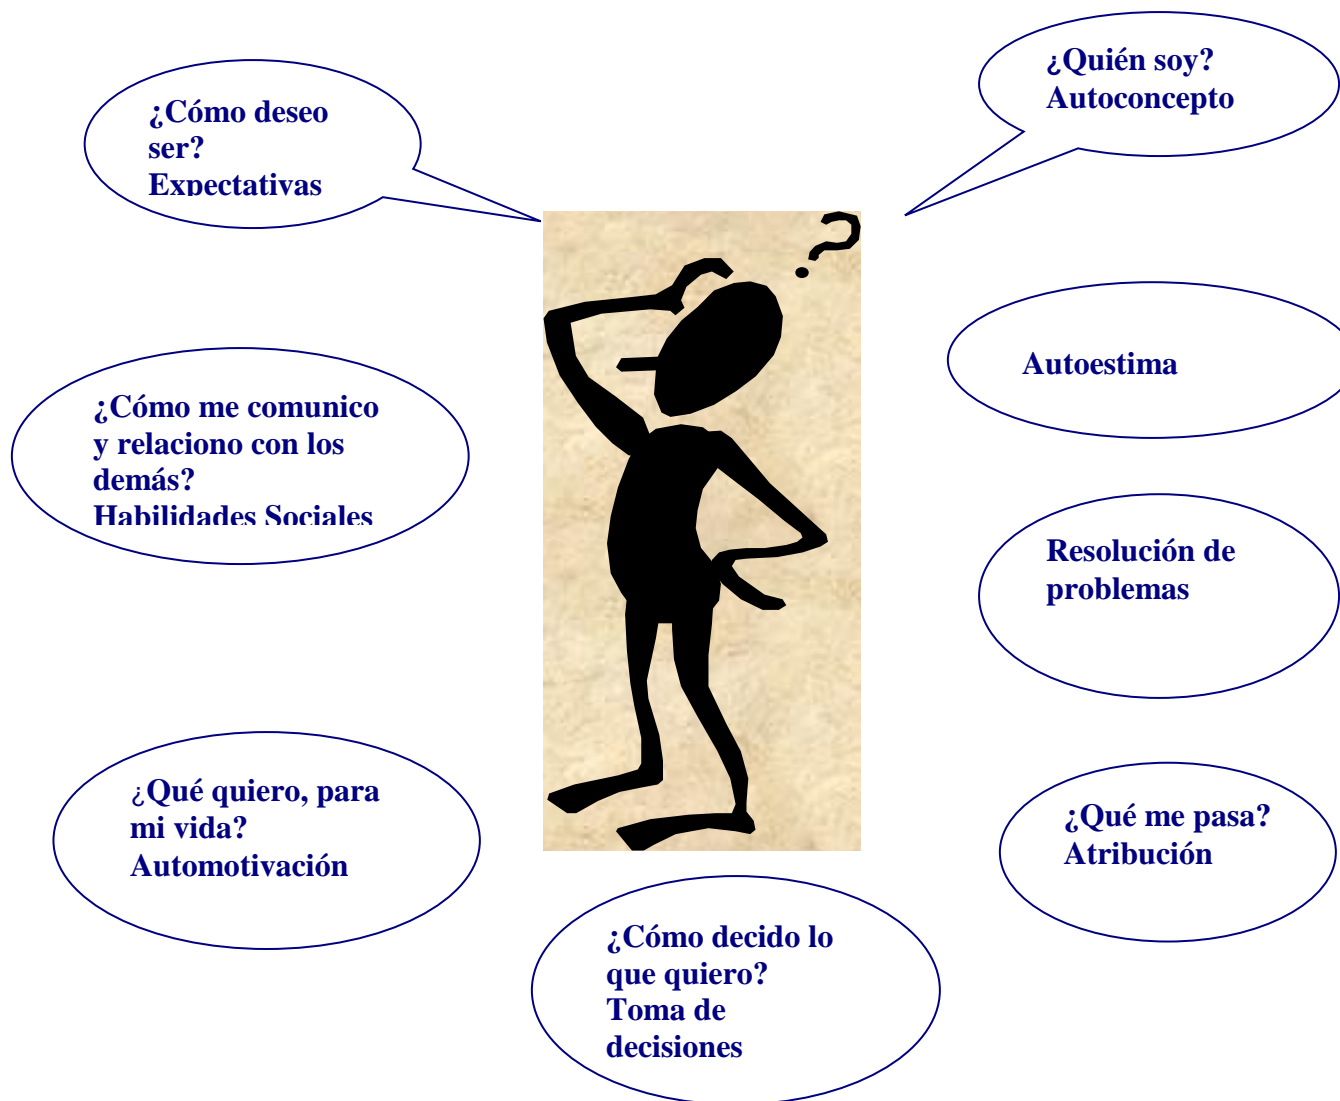 ¿Cómo deseo
ser?
Expectativas
¿Quién soy?
Autoconcepto
?
Autoestima
¿Cómo me comunico
y relaciono con los
demás?
Habilidades Sociales
Resolución de
problemas
¿Qué quiero, para
mi vida?
Automotivación
¿Qué me pasa?
Atribución
¿Cómo decido lo
que quiero?
Toma de
decisiones